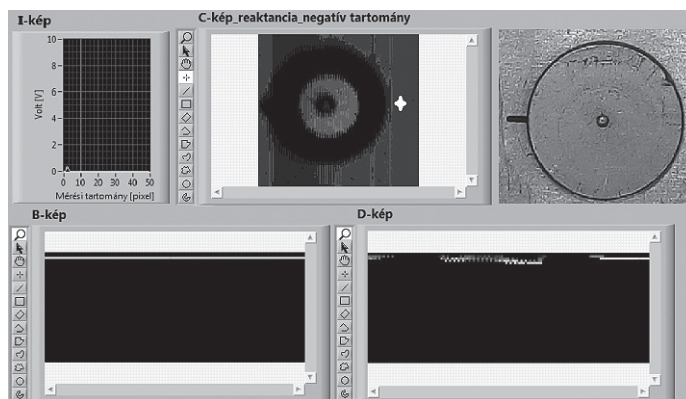 I-kép
C-kép_reaktancia_negatív tartomány
10
8
6
4
2
0
Volt [V]
0 10 20 30 40 50
Mérési tartomány [pixel]
B-kép
D-kép